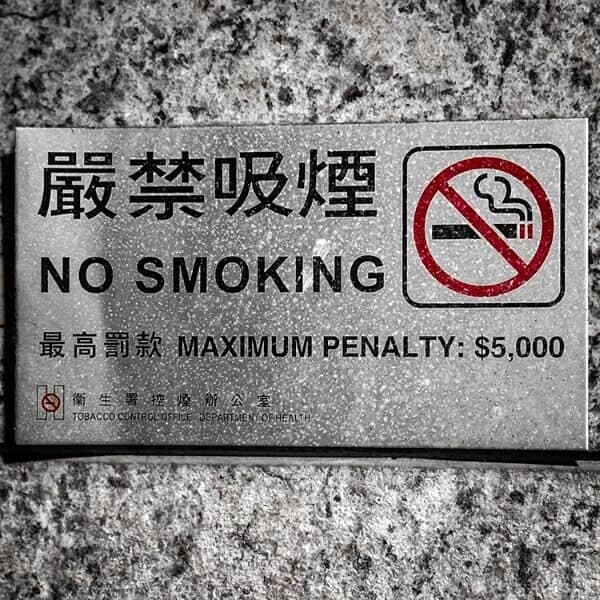 嚴禁吸煙
NO SMOKING
最高罰款 MAXIMUM PENALTY: $5,000
衞生署控煙辦公室
TOBACCO CONTROL OFFICE DEPARTMENT OF HEALTH